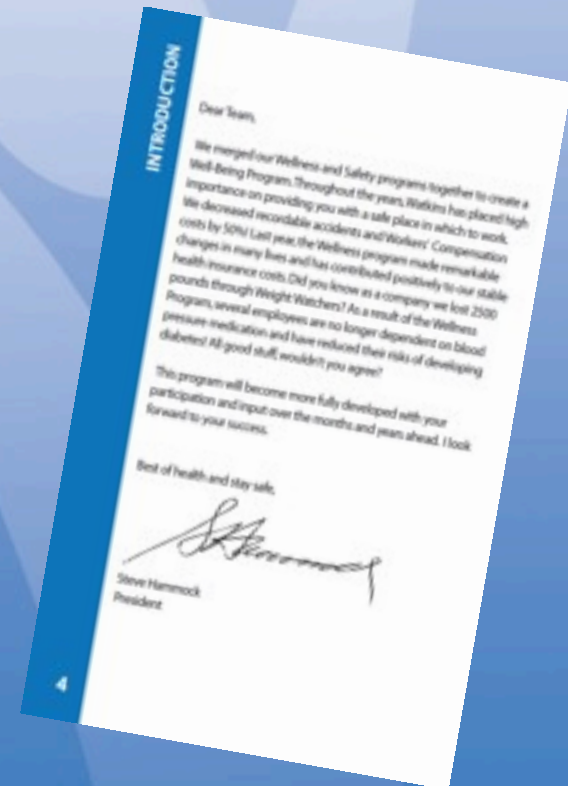 INTRODUCTION
Dear Team,
We merged our Wellness and Safety programs together to create a
Well-Being Program. Throughout the years, Watkins has placed high
importance on providing you with a safe place in which to work.
We decreased recordable accidents and Workers' Compensation
costs by 50%! Last year, the Wellness program made remarkable
changes in many lives and has contributed positively to our stable
health insurance costs. Did you know as a company we lost 2500
pounds through Weight Watchers? As a result of the Wellness
Program, several employees are no longer dependent on blood
pressure medication and have reduced their risks of developing
diabetes! All good stuff, wouldn't you agree?
This program will become more fully developed with your
participation and input over the months and years ahead. I look
forward to your success.
Best of health and stay safe,
Steve Hammock
President
4